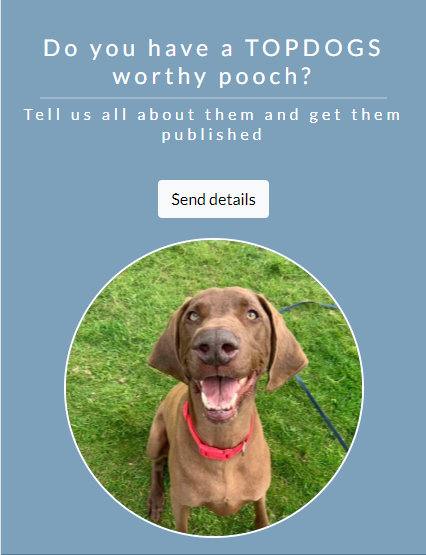 Do you have a TOPDOGS
worthy pooch?
Tell us all about them and get them
published
Send details